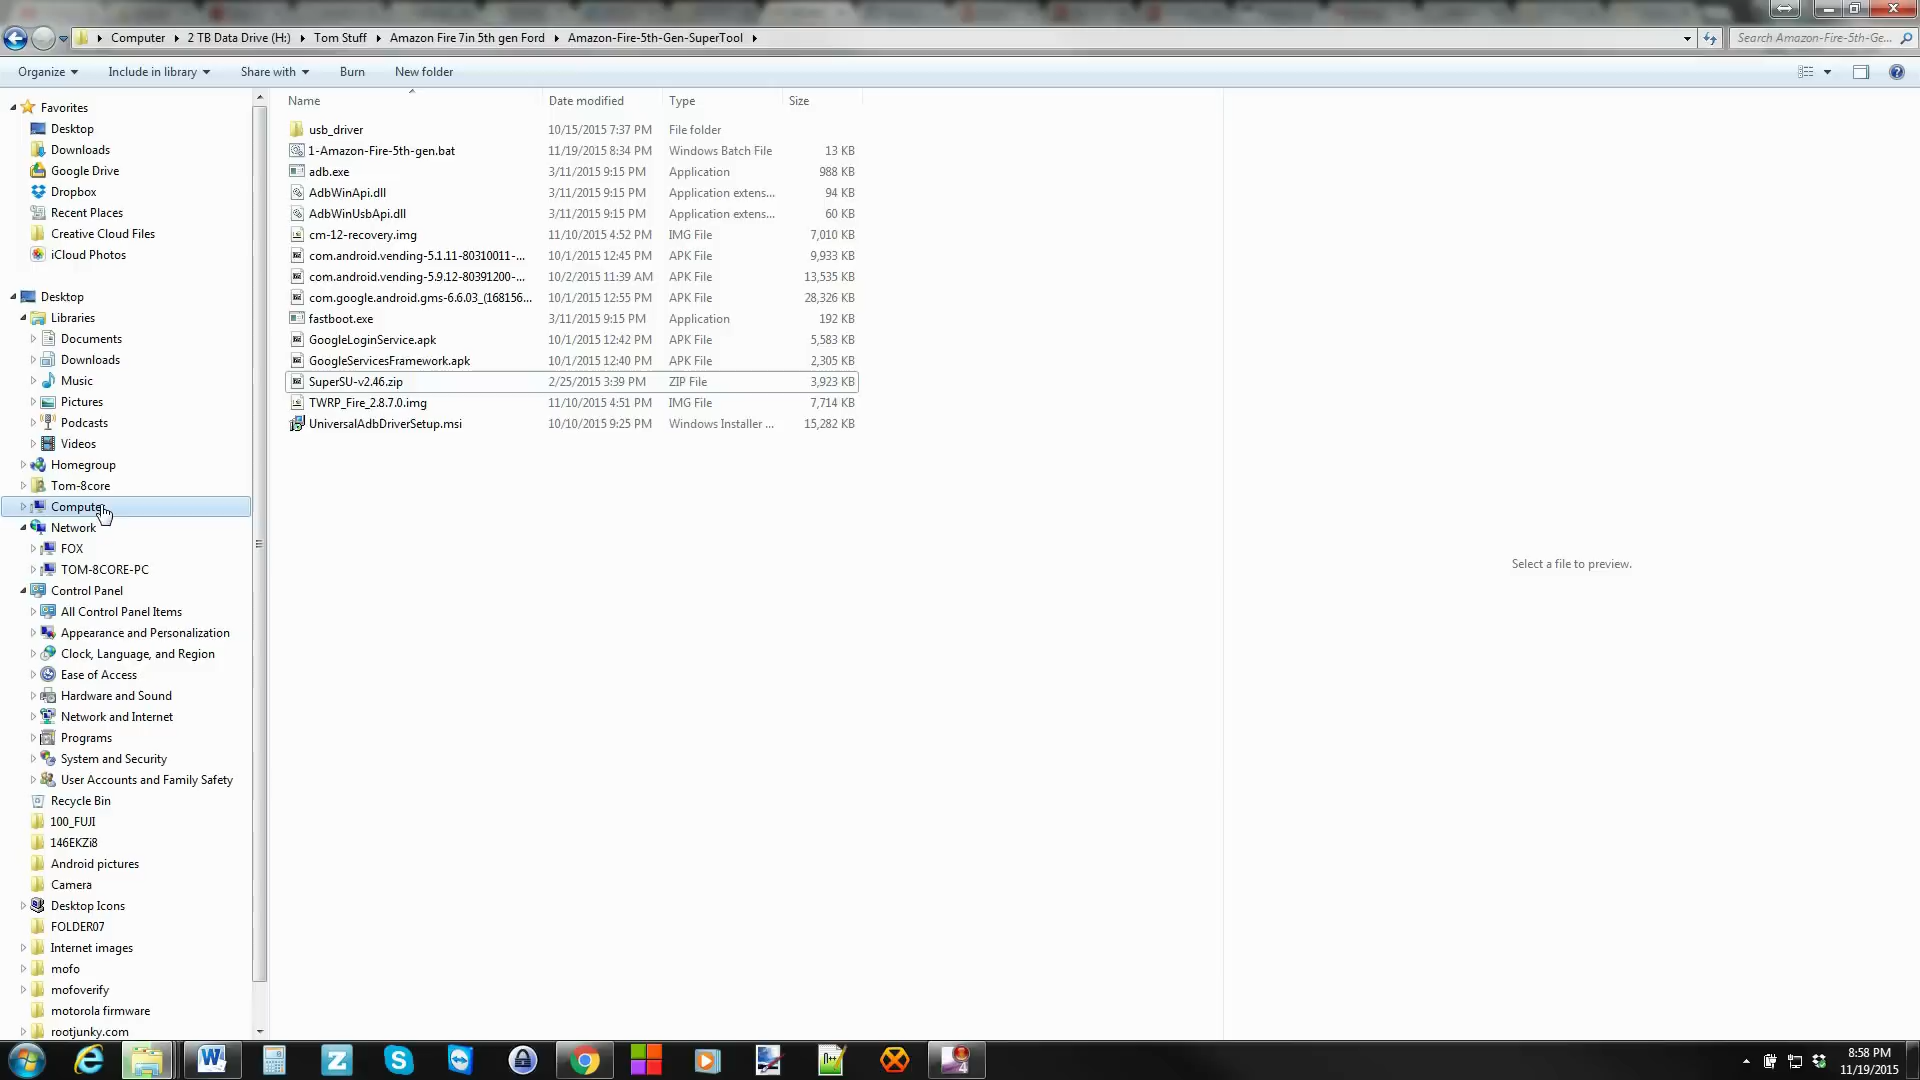 Computer 2 TB Data Drive (H:) Tom Stuff Amazon Fire 7in 5th gen Ford Amazon-Fire-5th-Gen-SuperTool
Search Amazon-Fire-5th-Ge...
Organize Include in library Share with Burn New folder
Name Date modified Type Size
usb_driver 10/15/2015 7:37 PM File folder
1-Amazon-Fire-5th-gen.bat 11/19/2015 8:34 PM Windows Batch File 13 KB
adb.exe 3/11/2015 9:15 PM Application 988 KB
AdbWinApi.dll 3/11/2015 9:15 PM Application extens... 94 KB
AdbWinUsbApi.dll 3/11/2015 9:15 PM Application extens... 60 KB
cm-12-recovery.img 11/10/2015 4:52 PM IMG File 7,010 KB
com.android.vending-5.1.11-80310011-... 10/1/2015 12:45 PM APK File 9,933 KB
com.android.vending-5.9.12-80391200-... 10/2/2015 11:39 AM APK File 13,535 KB
com.google.android.gms-6.6.03_(168156... 10/1/2015 12:55 PM APK File 28,326 KB
fastboot.exe 3/11/2015 9:15 PM Application 192 KB
GoogleLoginService.apk 10/1/2015 12:42 PM APK File 5,583 KB
GoogleServicesFramework.apk 10/1/2015 12:40 PM APK File 2,305 KB
SuperSU-v2.46.zip 2/25/2015 3:39 PM ZIP File 3,923 KB
TWRP_Fire_2.8.7.0.img 11/10/2015 4:51 PM IMG File 7,714 KB
UniversalAdbDriverSetup.msi 10/10/2015 9:25 PM Windows Installer ... 15,282 KB
Favorites
Desktop
Downloads
Google Drive
Dropbox
Recent Places
Creative Cloud Files
iCloud Photos
Desktop
Libraries
Documents
Downloads
Music
Pictures
Podcasts
Videos
Homegroup
Tom-8core
Computer
Network
FOX
TOM-8CORE-PC
Control Panel
All Control Panel Items
Appearance and Personalization
Clock, Language, and Region
Ease of Access
Hardware and Sound
Network and Internet
Programs
System and Security
User Accounts and Family Safety
Recycle Bin
100_FUJI
146EKZi8
Android pictures
Camera
Desktop Icons
FOLDER07
Internet images
mofo
mofoverify
motorola firmware
rootjunky.com
Select a file to preview.
8:58 PM
11/19/2015